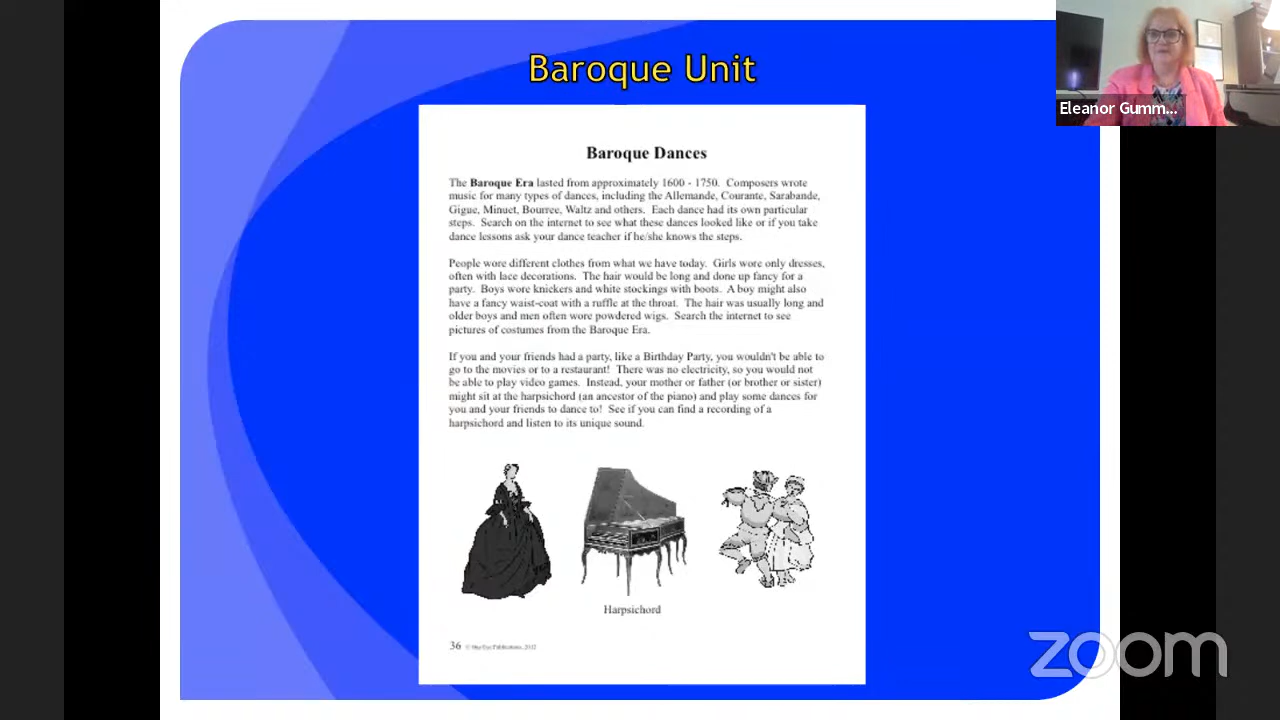 Baroque Unit
Eleanor Gumm...
Baroque Dances
The Baroque Era lasted from approximately 1600 - 1750. Composers wrote
music for many types of dances, including the Allemande, Courante, Sarabande,
Gigue, Minuet, Bourree, Waltz and others. Each dance had its own particular
steps. Search on the internet to see what these dances looked like or if you take
dance lessons ask your dance teacher if he/she knows the steps.
People wore different clothes from what we have today. Girls wore only dresses,
often with lace decorations. The hair would be long and done up fancy for a
party. Boys wore knickers and white stockings with boots. A boy might also
have a fancy waist-coat with a ruffle at the throat. The hair was usually long and
older boys and men often wore powdered wigs. Search the internet to see
pictures of costumes from the Baroque Era.
If you and your friends had a party, like a Birthday Party, you wouldn't be able to
go to the movies or to a restaurant! There was no electricity, so you would not
be able to play video games. Instead, your mother or father (or brother or sister)
might sit at the harpsichord (an ancestor of the piano) and play some dances for
you and your friends to dance to! See if you can find a recording of a
harpsichord and listen to its unique sound.
Harpsichord
36 © Publications, 2012
zoom